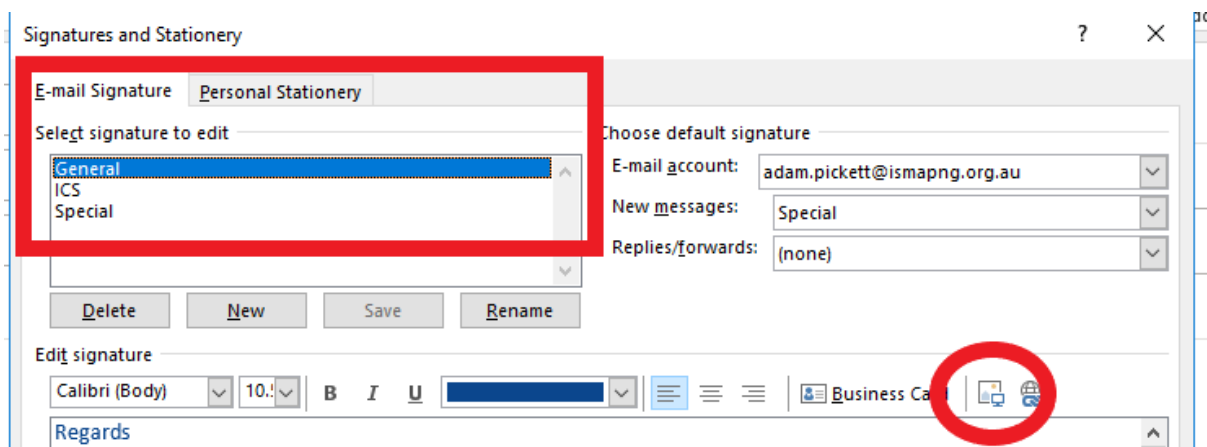 Signatures and Stationery ?
E-mail Signature Personal Stationery
Select signature to edit
General
ICS
Special
Delete New Save Rename
Choose default signature
E-mail account: adam.pickett@ismapng.org.au
New messages: Special
Replies/forwards: (none)
Edit signature
Calibri (Body) 10.5 B I U Business
Regards